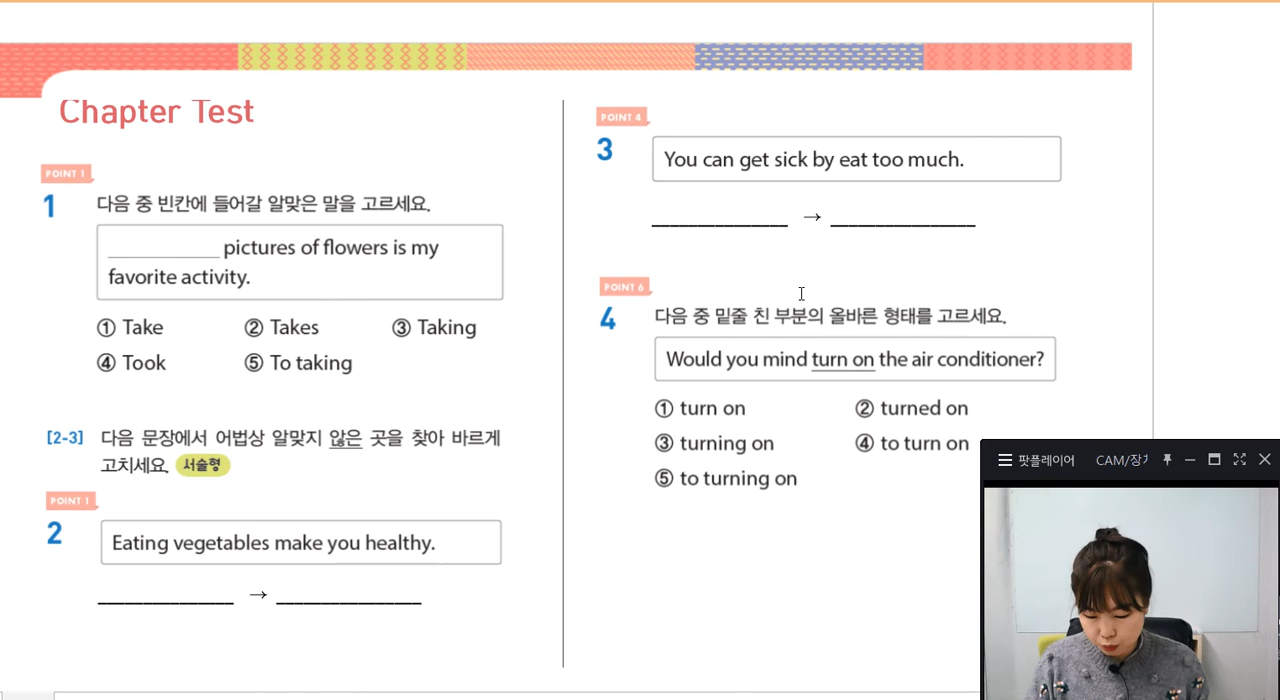 Chapter Test
POINT 1
1 다음 중 빈칸에 들어갈 알맞은 말을 고르세요.
__________ pictures of flowers is my
favorite activity.
① Take ② Takes ③ Taking
④ Took ⑤ To taking
[2-3] 다음 문장에서 어법상 알맞지 않은 곳을 찾아 바르게
고치세요. 서술형
POINT 1
2 Eating vegetables make you healthy.
__________ → __________
POINT 4
3 You can get sick by eat too much.
__________ → __________
POINT 6
4 다음 중 밑줄 친 부분의 올바른 형태를 고르세요.
Would you mind turn on the air conditioner?
① turn on ② turned on
③ turning on ④ to turn on
⑤ to turning on
팟플레이어 CAM/장